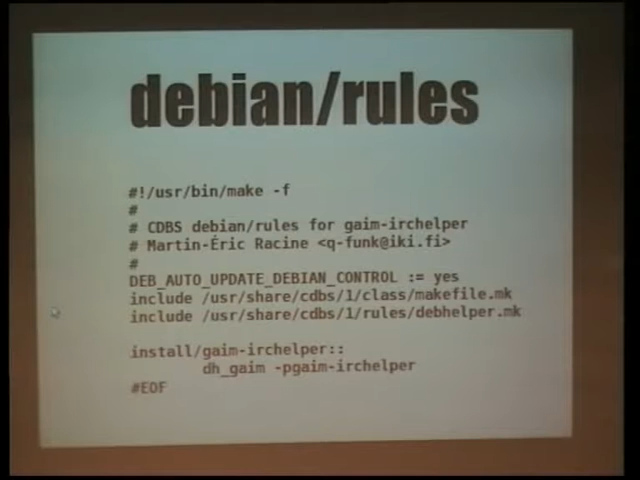 debian/rules
#!/usr/bin/make -f
#
# CDBS debian/rules for gaim-irchelper
# Martin-Éric Racine <q-funk@iki.fi>
#
DEB_AUTO_UPDATE_DEBIAN_CONTROL := yes
include /usr/share/cdbs/1/class/makefile.mk
include /usr/share/cdbs/1/rules/debhelper.mk
install/gaim-irchelper::
dh_gaim -pgaim-irchelper
#EOF